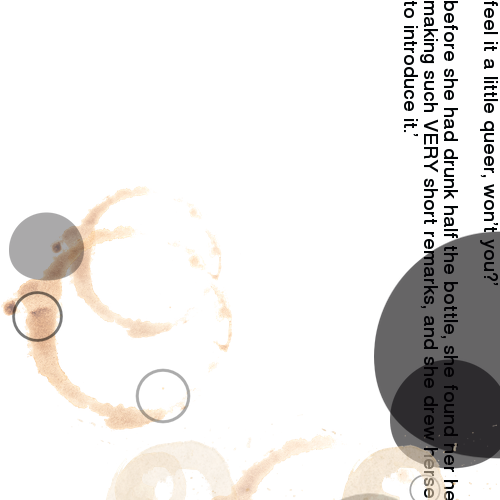 feel it a little queer, won't you?'
before she had drunk half the bottle, she found her he
making such VERY short remarks, and she drew herse
to introduce it.'